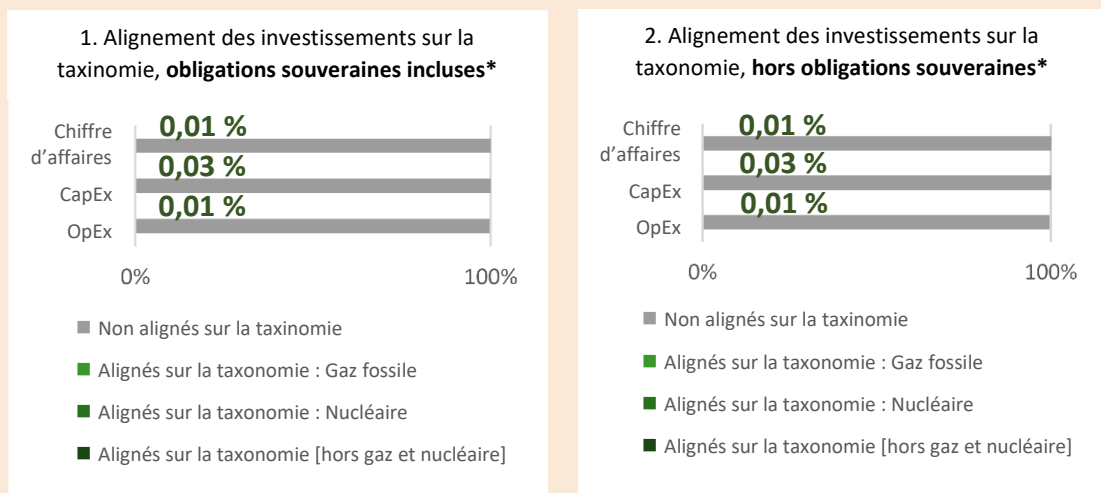 1. Alignement des investissements sur la
taxinomie, obligations souveraines incluses*
Chiffre
d’affaires
0,01 %
CapEx
0,03 %
OpEx
0,01 %
0%
100%
Non alignés sur la taxinomie
Alignés sur la taxonomie : Gaz fossile
Alignés sur la taxonomie : Nucléaire
Alignés sur la taxonomie [hors gaz et nucléaire]
2. Alignement des investissements sur la
taxonomie, hors obligations souveraines*
Chiffre
d’affaires
0,01 %
CapEx
0,03 %
OpEx
0,01 %
0%
100%
Non alignés sur la taxinomie
Alignés sur la taxonomie : Gaz fossile
Alignés sur la taxonomie : Nucléaire
Alignés sur la taxonomie [hors gaz et nucléaire]